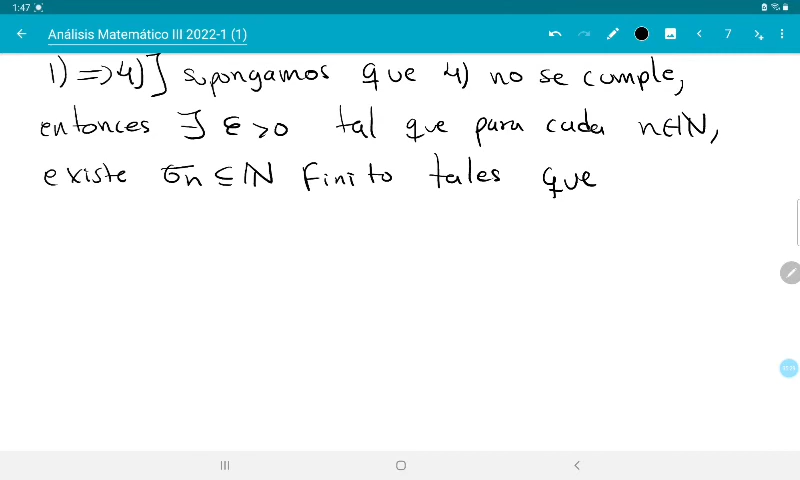 1:47
Análisis Matemático III 2022-1 (1)
7
1) ⇒ 4)] supongamos que 4) no se cumple,
entonces ∃ ε>0 tal que para cada n∈ℕ,
existe σn ⊆ ℕ finito tales que